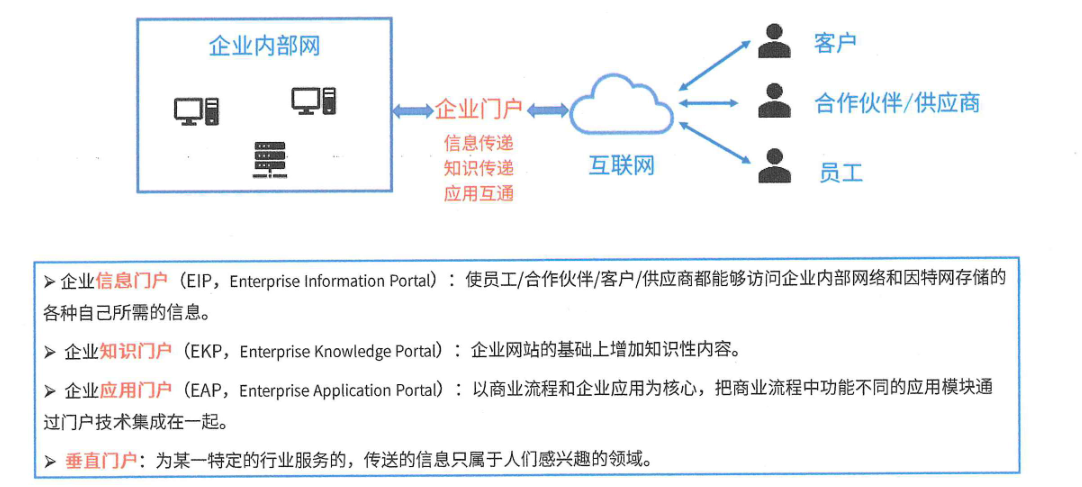 企业内部网
客户
企业门户
合作伙伴/供应商
信息传递
知识传递
互联网
员工
应用互通
➢ 企业信息门户（EIP，Enterprise Information Portal）：使员工/合作伙伴/客户/供应商都能够访问企业内部网络和因特网存储的
各种自己所需的信息。
➢ 企业知识门户（EKP，Enterprise Knowledge Portal）：企业网站的基础上增加知识性内容。
➢ 企业应用门户（EAP，Enterprise Application Portal）：以商业流程和企业应用为核心，把商业流程中功能不同的应用模块通
过门户技术集成在一起。
➢ 垂直门户：为某一特定的行业服务的，传送的信息只属于人们感兴趣的领域。